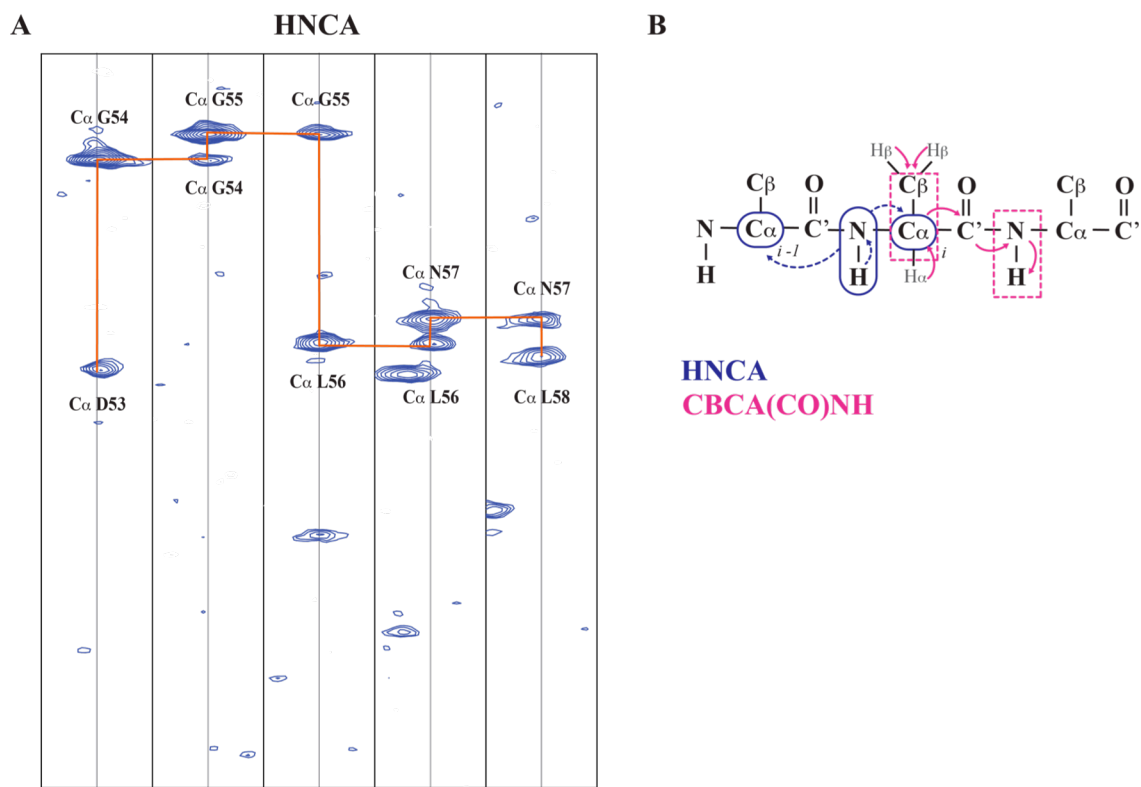 A HNCA B
Cα G55 Cα G55
Cα G54
Cα G54
Cα N57
Cα N57
Cα L56
Cα D53 Cα L56 Cα L58
Hβ Hβ
Cβ O Cβ O Cβ O
N Cα C' N Cα C' N Cα C'
i -1 i
H H Hα H
HNCA
CBCA(CO)NH